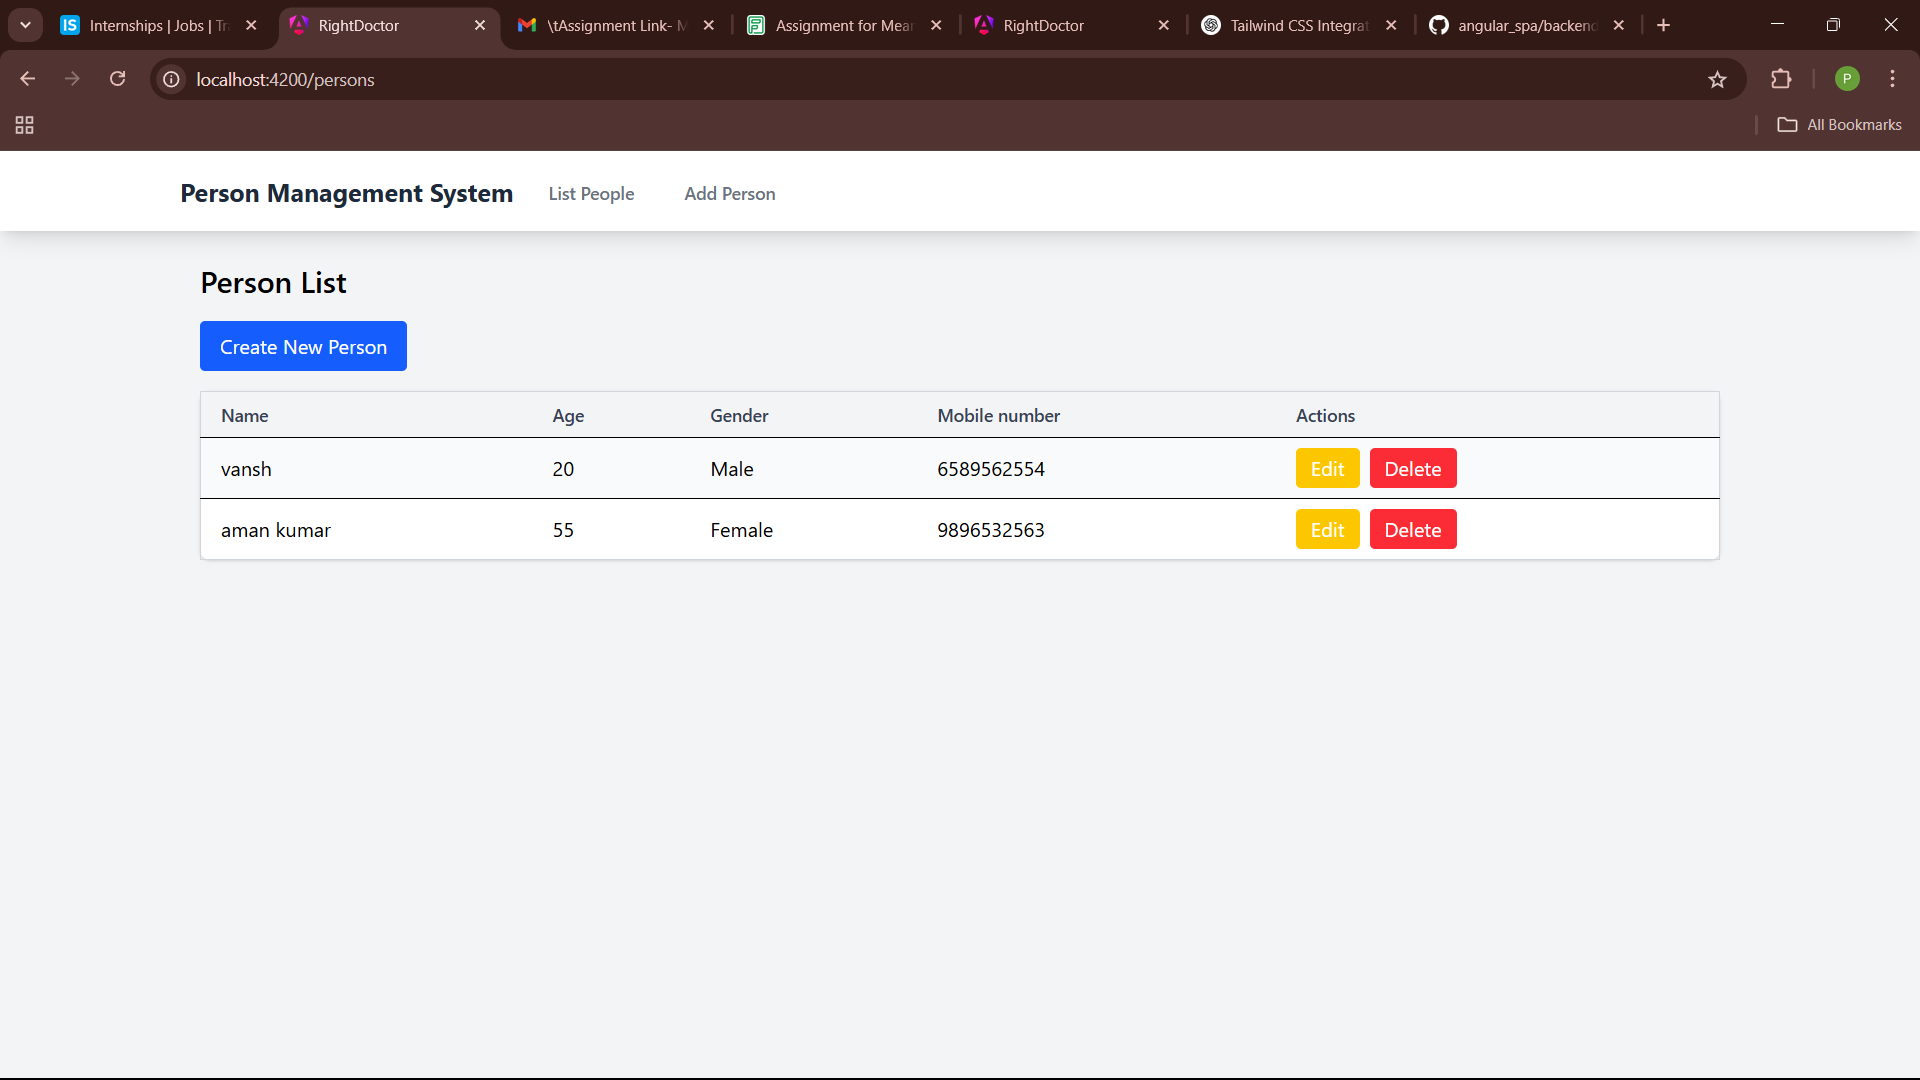 IS Internships | Jobs | Tr
RightDoctor
\tAssignment Link- M
Assignment for Mear
RightDoctor
Tailwind CSS Integrat
angular_spa/backend
localhost:4200/persons
P
All Bookmarks
Person Management System List People Add Person
Person List
Create New Person
Name Age Gender Mobile number Actions
vansh 20 Male 6589562554 Edit Delete
aman kumar 55 Female 9896532563 Edit Delete